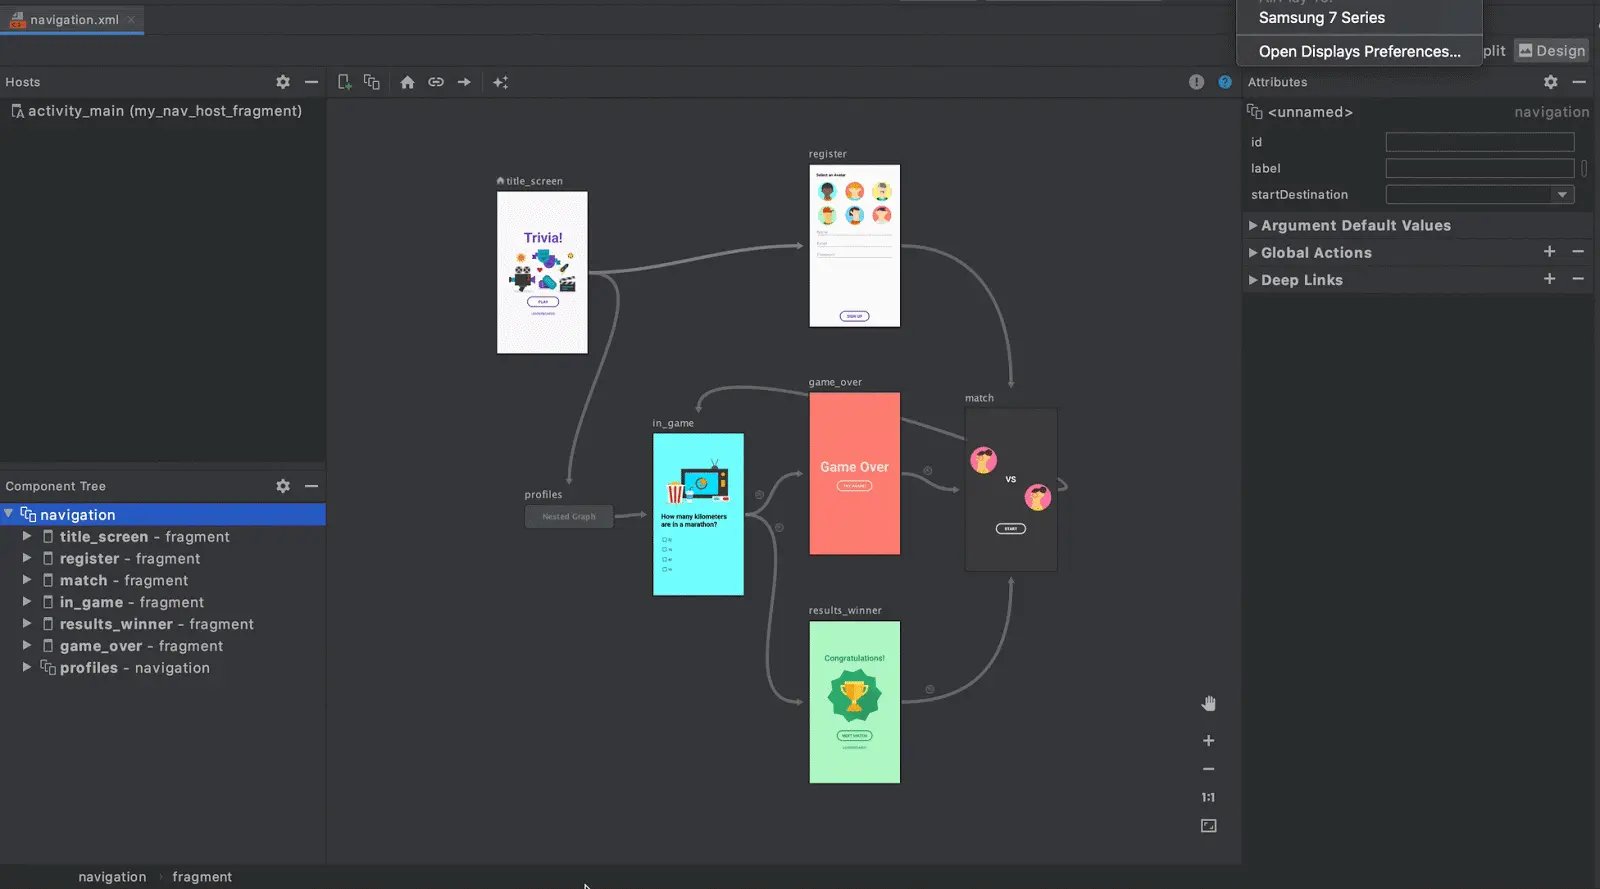 navigation.xml
Samsung 7 Series
Open Displays Preferences...
plit
Design
Hosts
activity_main (my_nav_host_fragment)
Attributes
<unnamed>
navigation
id
label
startDestination
Argument Default Values
Global Actions
Deep Links
title_screen
Trivia!
PLAY
register
Select an Avatar
SIGN UP
game_over
Game Over
match
VS
START
in_game
How many kilometers
are in a marathon?
profiles
Nested Graph
results_winner
Congratulations!
NEXT MATCH
1:1
Component Tree
navigation
title_screen - fragment
register - fragment
match - fragment
in_game - fragment
results_winner - fragment
game_over - fragment
profiles - navigation
navigation › fragment